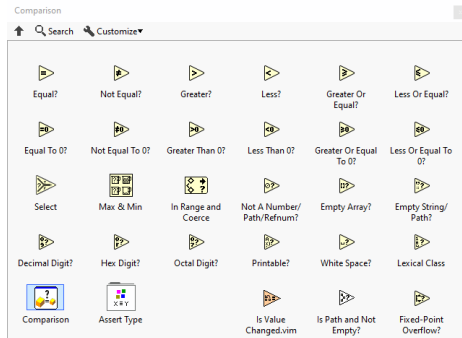 Comparison
Search Customize▾
Equal? Not Equal? Greater? Less? Greater Or Equal? Less Or Equal?
Equal To 0? Not Equal To 0? Greater Than 0? Less Than 0? Greater Or Equal To 0? Less Or Equal To 0?
Select Max & Min In Range and Coerce Not A Number/Path/Refnum? Empty Array? Empty String/Path?
Decimal Digit? Hex Digit? Octal Digit? Printable? White Space? Lexical Class
Comparison Assert Type Is Value Changed.vim Is Path and Not Empty? Fixed-Point Overflow?